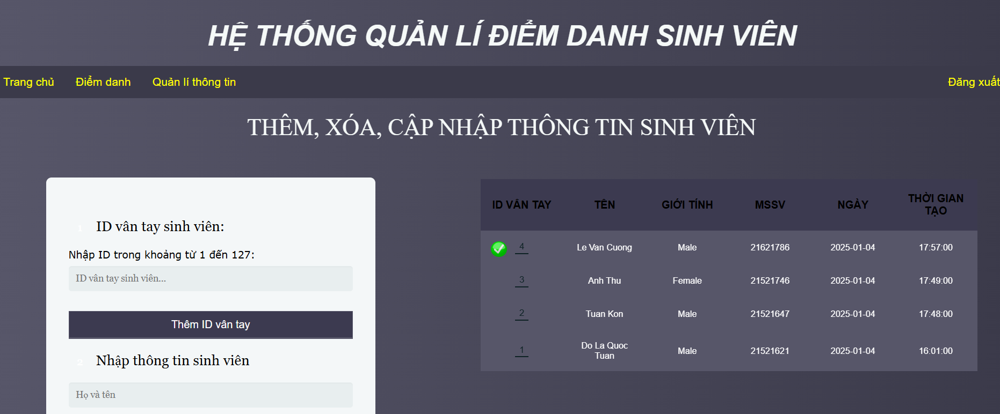 HỆ THỐNG QUẢN LÍ ĐIỂM DANH SINH VIÊN
Trang chủ Điểm danh Quản lí thông tin Đăng xuất
THÊM, XÓA, CẬP NHẬP THÔNG TIN SINH VIÊN
1 ID vân tay sinh viên:
Nhập ID trong khoảng từ 1 đến 127:
ID vân tay sinh viên...
Thêm ID vân tay
2 Nhập thông tin sinh viên
Họ và tên
ID VÂN TAY TÊN GIỚI TÍNH MSSV NGÀY THỜI GIAN
TẠO
4 Le Van Cuong Male 21621786 2025-01-04 17:57:00
3 Anh Thu Female 21521746 2025-01-04 17:49:00
2 Tuan Kon Male 21521647 2025-01-04 17:48:00
1 Do La Quoc
Tuan Male 21521621 2025-01-04 16:01:00